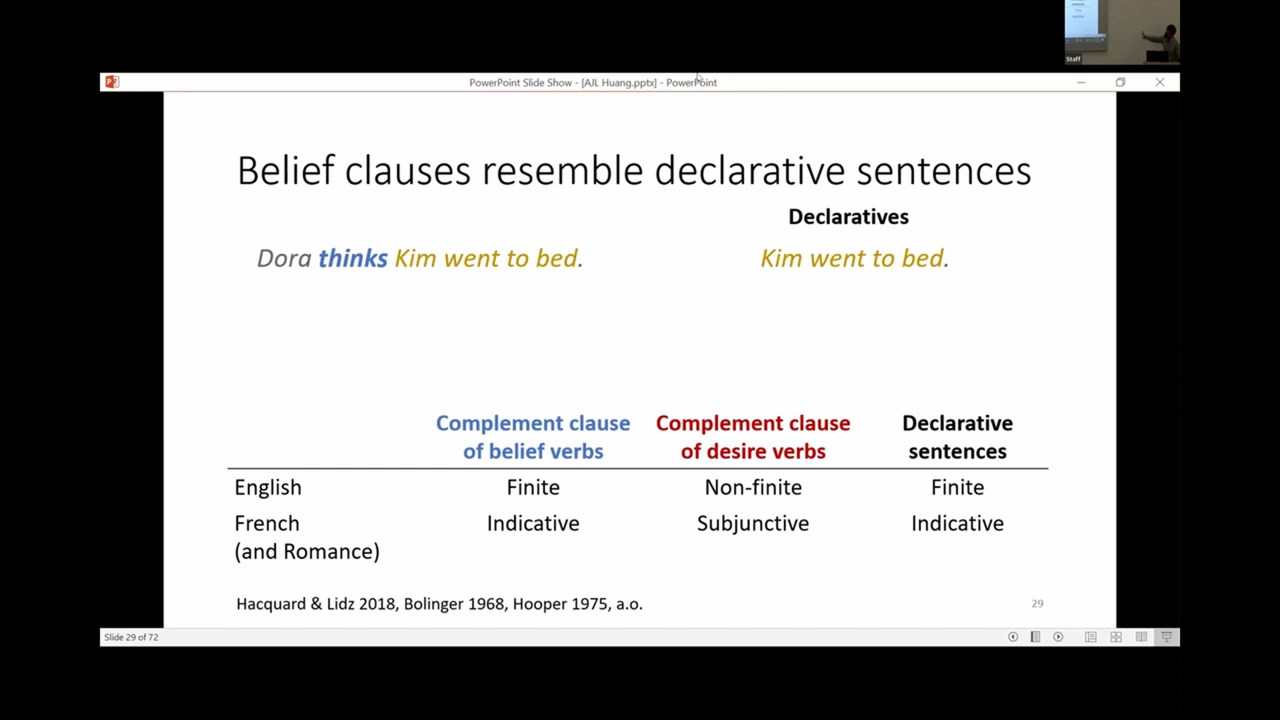 Staff
PowerPoint Slide Show - [AJL Huang.pptx] - PowerPoint
Belief clauses resemble declarative sentences
Declaratives
Dora thinks Kim went to bed.
Kim went to bed.
Complement clause of belief verbs
Complement clause of desire verbs
Declarative sentences
English Finite Non-finite Finite
French Indicative Subjunctive Indicative
(and Romance)
Hacquard & Lidz 2018, Bolinger 1968, Hooper 1975, a.o.
29
Slide 29 of 72